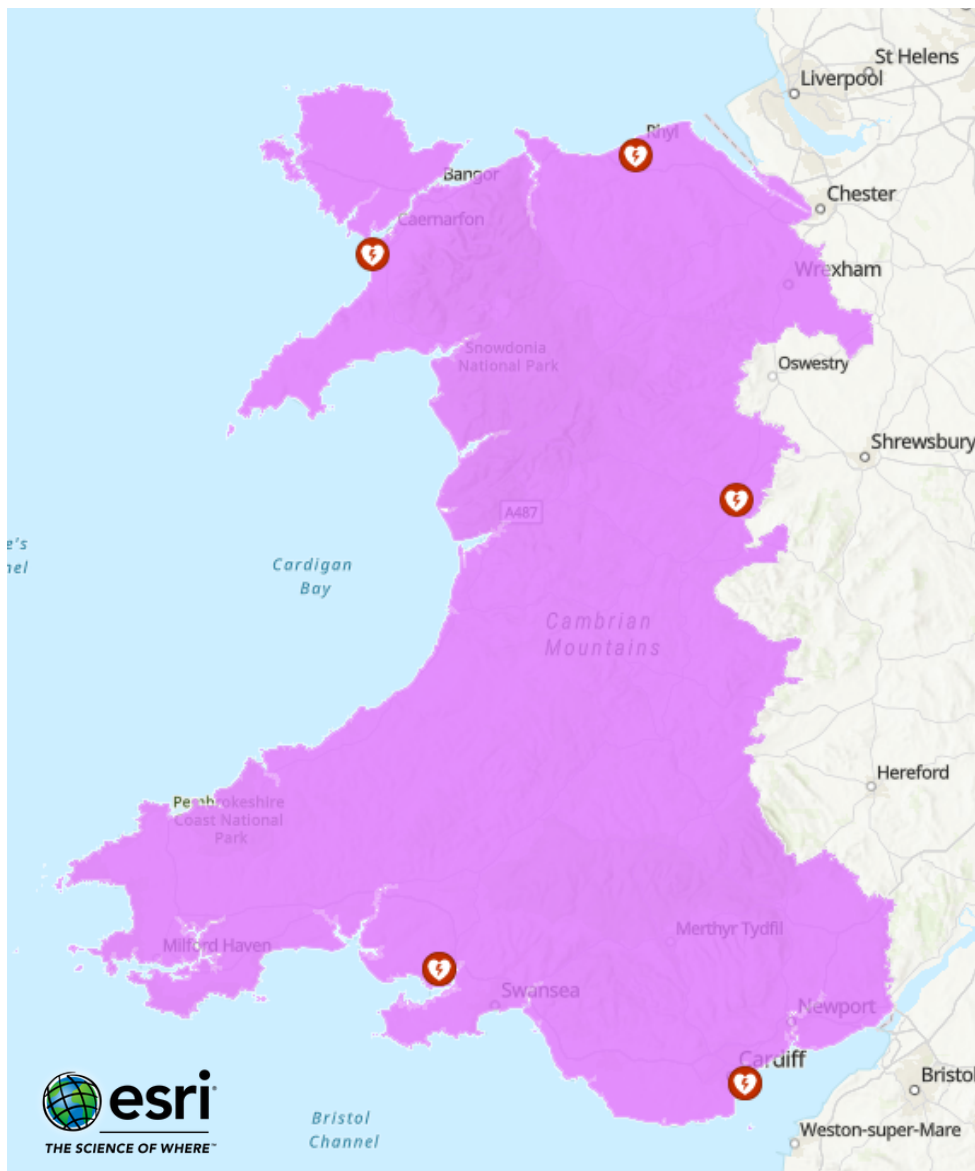 St Helens
Liverpool
Rhyl
Bangor
Chester
Caernarfon
Wrexham
Snowdonia
National Park
Oswestry
Shrewsbury
A487
e's
nel
Cardigan
Bay
Cambrian
Mountains
Hereford
Pembrokeshire
Coast National
Park
Merthyr Tydfil
Milford Haven
Swansea
Newport
Cardiff
Bristol
esri
THE SCIENCE OF WHERE™
Bristol
Channel
Weston-super-Mare